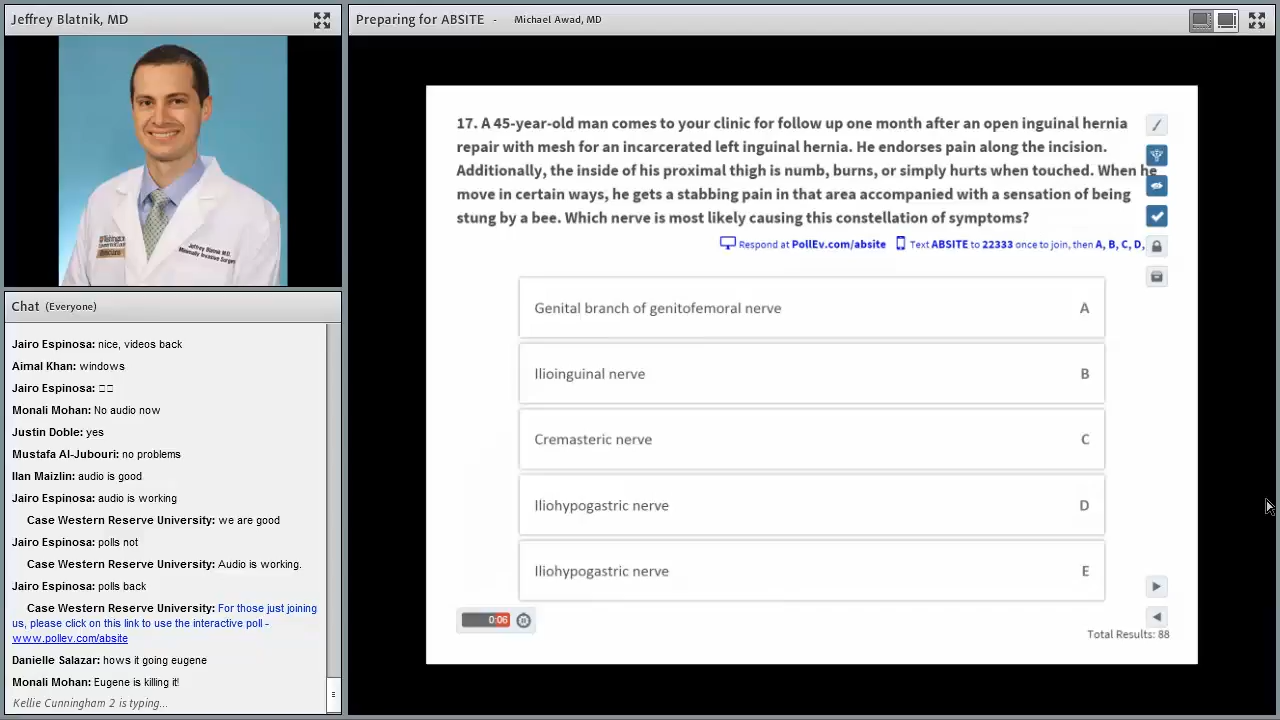 Jeffrey Blatnik, MD
Preparing for ABSITE - Michael Awad, MD
Chat (Everyone)
Jairo Espinosa: nice, videos back
Aimal Khan: windows
Jairo Espinosa:
Monali Mohan: No audio now
Justin Doble: yes
Mustafa Al-Jubouri: no problems
Ilan Maizlin: audio is good
Jairo Espinosa: audio is working
Case Western Reserve University: we are good
Jairo Espinosa: polls not
Case Western Reserve University: Audio is working.
Jairo Espinosa: polls back
Case Western Reserve University: For those just joining
us, please click on this link to use the interactive poll -
www.pollev.com/absite
Danielle Salazar: hows it going eugene
Monali Mohan: Eugene is killing it!
Kellie Cunningham 2 is typing...
17. A 45-year-old man comes to your clinic for follow up one month after an open inguinal hernia
repair with mesh for an incarcerated left inguinal hernia. He endorses pain along the incision.
Additionally, the inside of his proximal thigh is numb, burns, or simply hurts when touched. When he
move in certain ways, he gets a stabbing pain in that area accompanied with a sensation of being
stung by a bee. Which nerve is most likely causing this constellation of symptoms?
Respond at PollEv.com/absite Text ABSITE to 22333 once to join, then A, B, C, D,
Genital branch of genitofemoral nerve A
Ilioinguinal nerve B
Cremasteric nerve C
Iliohypogastric nerve D
Iliohypogastric nerve E
0:06
Total Results: 88